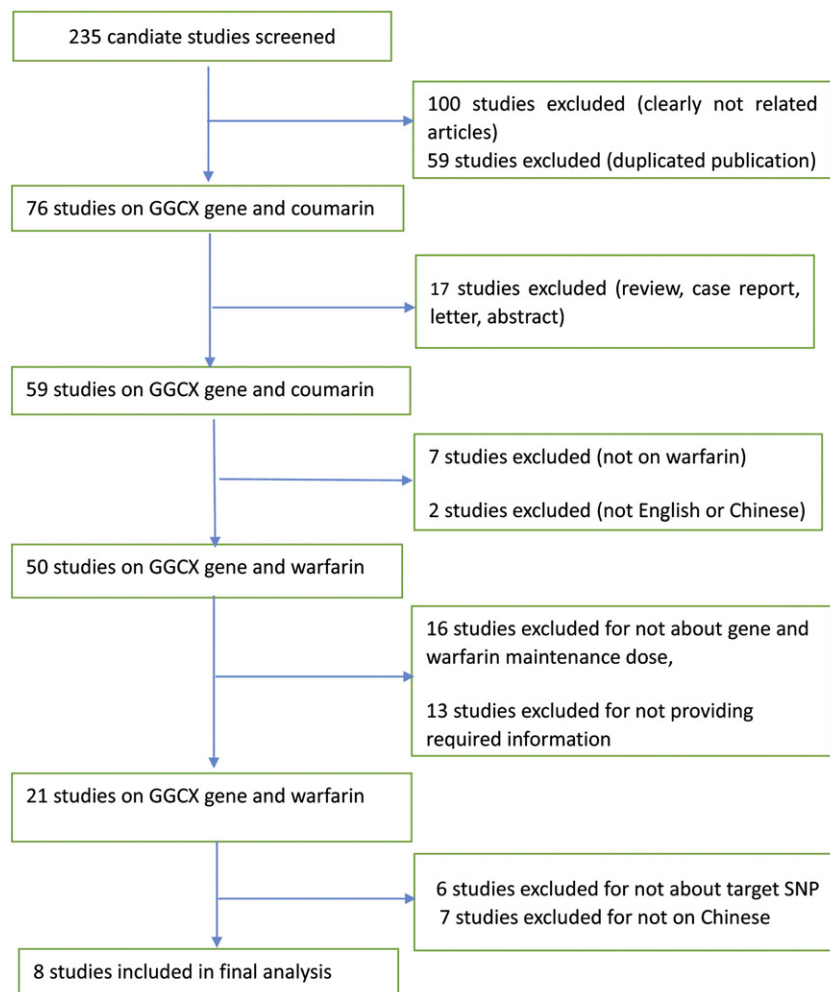 235 candiate studies screened
100 studies excluded (clearly not related
articles)
59 studies excluded (duplicated publication)
76 studies on GGCX gene and coumarin
17 studies excluded (review, case report,
letter, abstract)
59 studies on GGCX gene and coumarin
7 studies excluded (not on warfarin)
2 studies excluded (not English or Chinese)
50 studies on GGCX gene and warfarin
16 studies excluded for not about gene and
warfarin maintenance dose,
13 studies excluded for not providing
required information
21 studies on GGCX gene and warfarin
6 studies excluded for not about target SNP
7 studies excluded for not on Chinese
8 studies included in final analysis